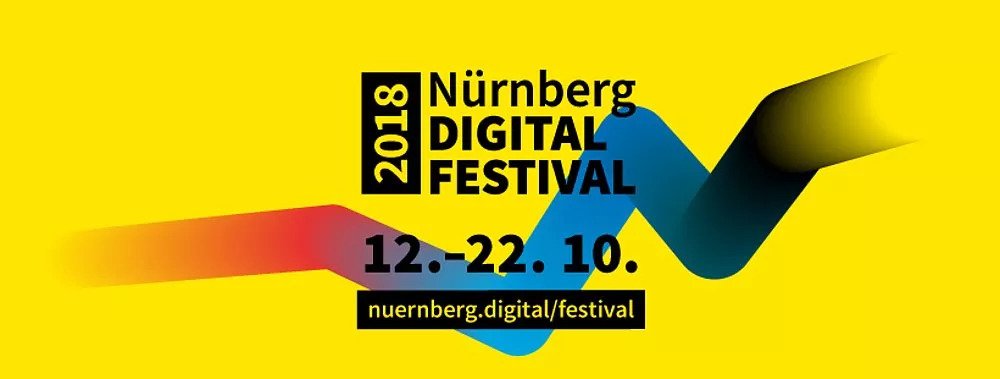 2018
Nürnberg
DIGITAL
FESTIVAL
12.-22. 10.
nuernberg.digital/festival